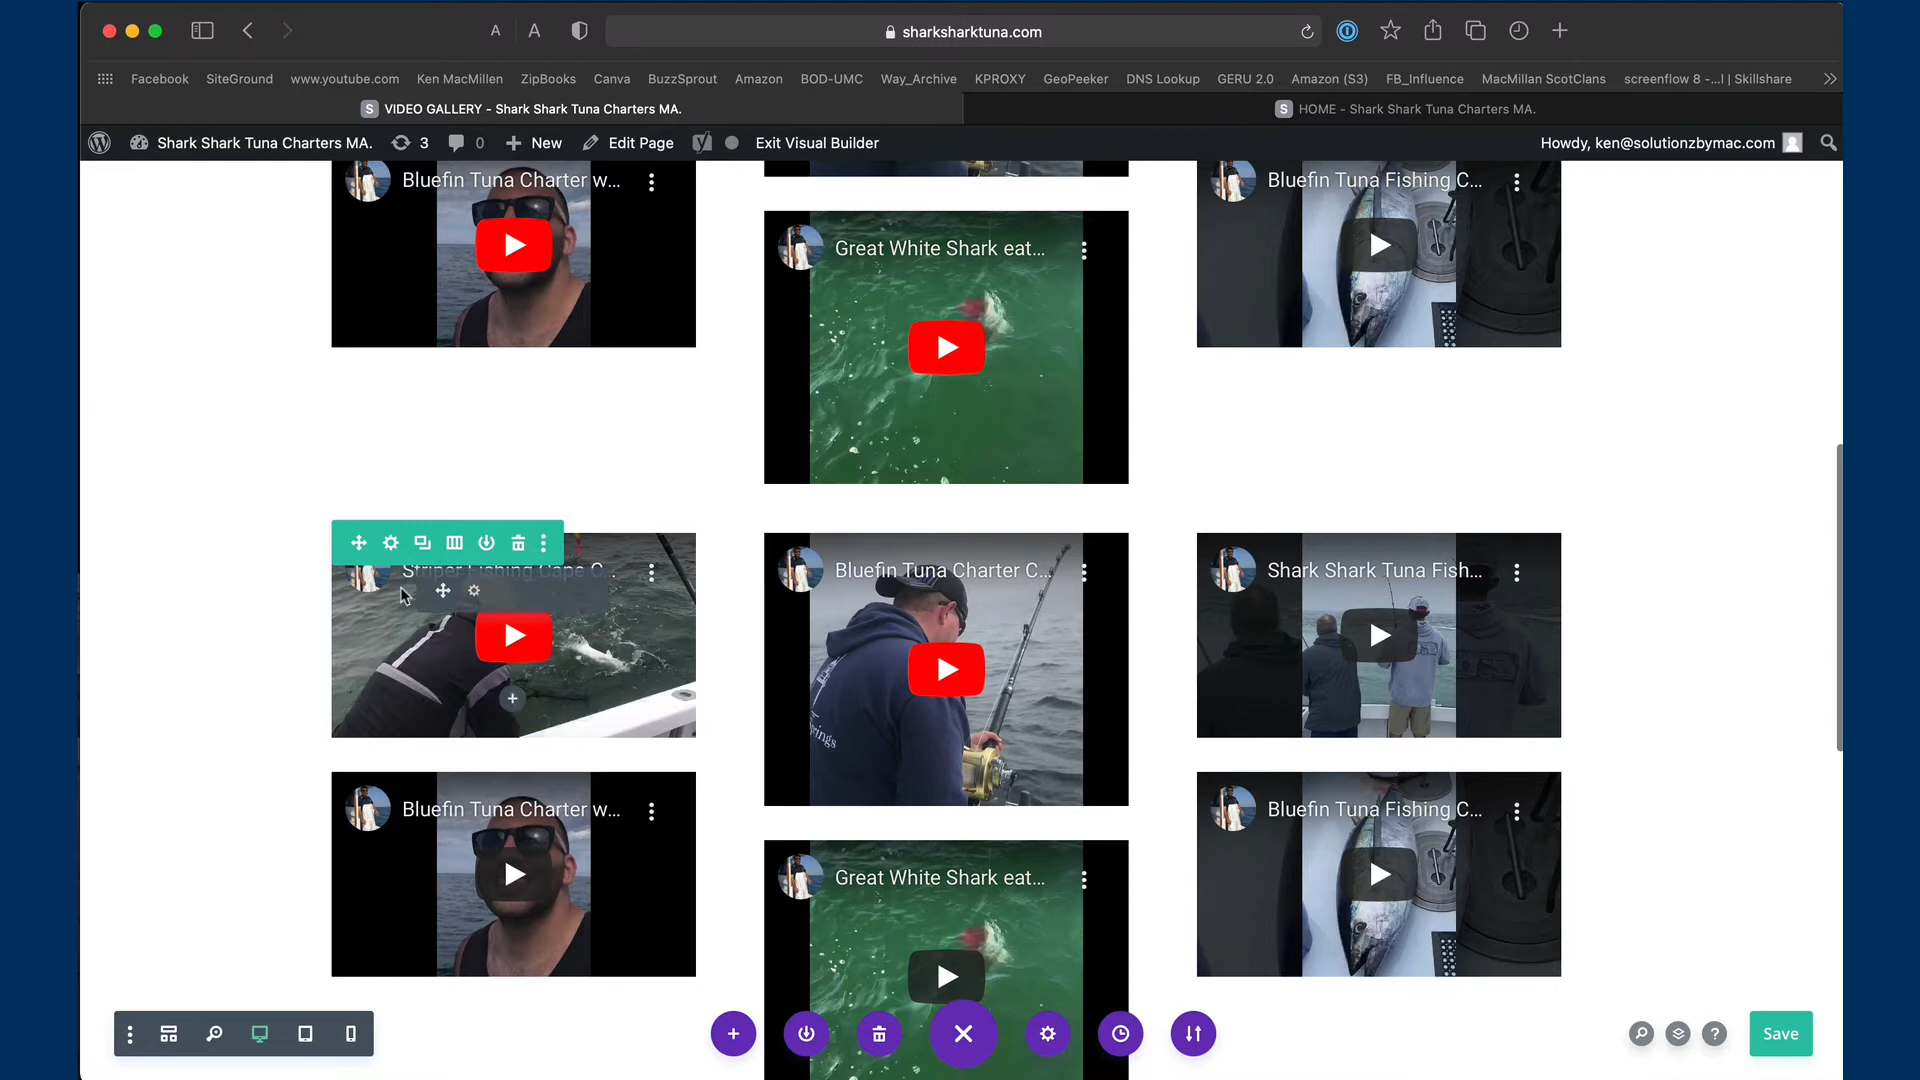 A A sharksharktuna.com
Facebook SiteGround www.youtube.com Ken MacMillen ZipBooks Canva BuzzSprout Amazon BOD-UMC Way_Archive KPROXY GeoPeeker DNS Lookup GERU 2.0 Amazon (S3) FB_Influence MacMillan ScotClans screenflow 8 -...l | Skillshare
S VIDEO GALLERY - Shark Shark Tuna Charters MA. S HOME - Shark Shark Tuna Charters MA.
Shark Shark Tuna Charters MA. 3 0 New Edit Page Exit Visual Builder Howdy, ken@solutionzbymac.com
Bluefin Tuna Charter w... Bluefin Tuna Fishing C...
Great White Shark eat...
Striper Fishing Cape C... Bluefin Tuna Charter C... Shark Shark Tuna Fish...
Bluefin Tuna Charter w... Bluefin Tuna Fishing C...
Great White Shark eat...
? Save